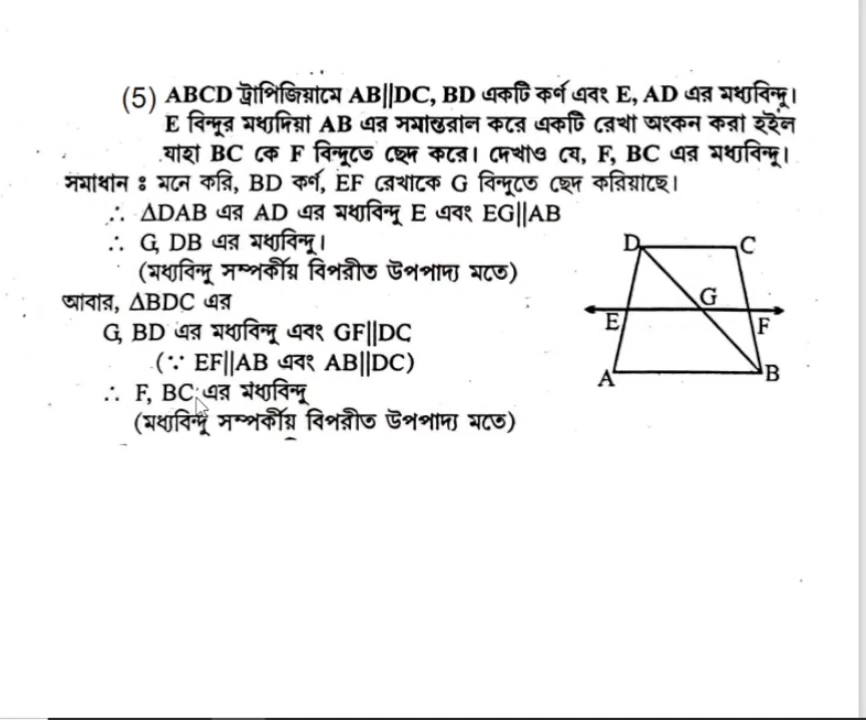 (5) ABCD ট্রাপিজিয়ামে AB||DC, BD একটি কর্ণ এবং E, AD এর মধ্যবিন্দু।
E বিন্দুর মধ্যদিয়া AB এর সমান্তরাল করে একটি রেখা অংকন করা হইল
যাহা BC কে F বিন্দুতে ছেদ করে। দেখাও যে, F, BC এর মধ্যবিন্দু।
সমাধান ঃ মনে করি, BD কর্ণ, EF রেখাকে G বিন্দুতে ছেদ করিয়াছে।
∴ ΔDAB এর AD এর মধ্যবিন্দু E এবং EG||AB
∴ G, DB এর মধ্যবিন্দু।
(মধ্যবিন্দু সম্পর্কীয় বিপরীত উপপাদ্য মতে)
আবার, ΔBDC এর
G, BD এর মধ্যবিন্দু এবং GF||DC
(∵ EF||AB এবং AB||DC)
∴ F, BC এর মধ্যবিন্দু
(মধ্যবিন্দু সম্পর্কীয় বিপরীত উপপাদ্য মতে)
D C
G
E F
A B